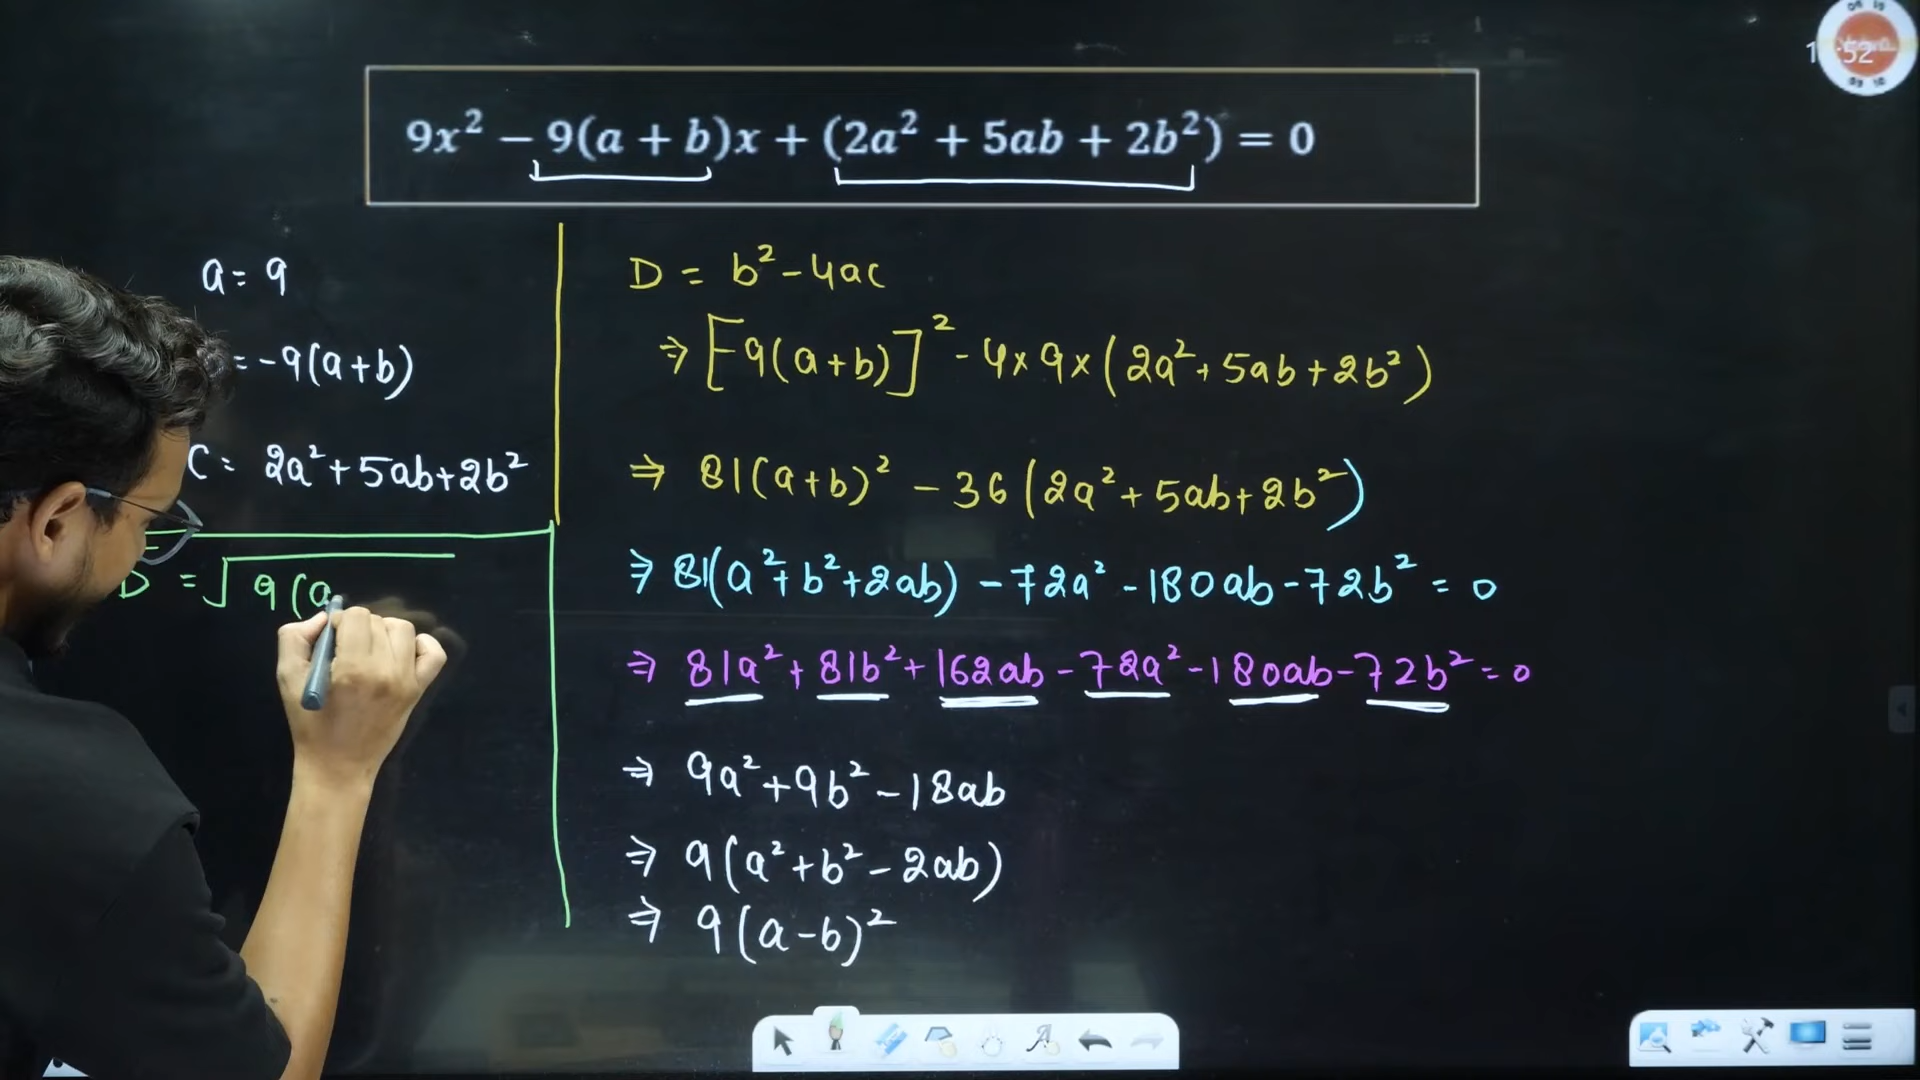 9x² − 9(a + b)x + (2a² + 5ab + 2b²) = 0
a = 9
= -9(a+b)
C = 2a² + 5ab + 2b²
D = √9(a
D = b² - 4ac
⇒ [-9(a+b)]² - 4×9×(2a² + 5ab + 2b²)
⇒ 81(a+b)² - 36(2a² + 5ab + 2b²)
⇒ 81(a² + b² + 2ab) - 72a² - 180ab - 72b² = 0
⇒ 81a² + 81b² + 162ab - 72a² - 180ab - 72b² = 0
⇒ 9a² + 9b² - 18ab
⇒ 9(a² + b² - 2ab)
⇒ 9(a-b)²